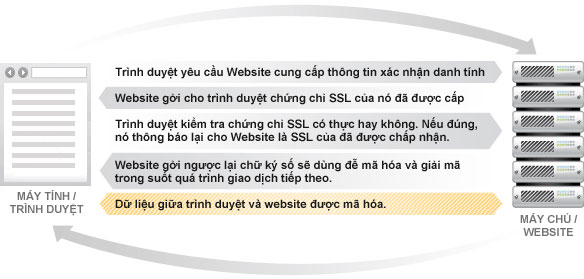 Trình duyệt yêu cầu Website cung cấp thông tin xác nhận danh tính
Website gởi cho trình duyệt chứng chỉ SSL của nó đã được cấp
Trình duyệt kiểm tra chứng chỉ SSL có thực hay không. Nếu đúng,
nó thông báo lại cho Website là SSL của đã được chấp nhận.
Website gởi ngược lại chữ ký số sẽ dùng để mã hóa và giải mã
trong suốt quá trình giao dịch tiếp theo.
Dữ liệu giữa trình duyệt và website được mã hóa.
MÁY TÍNH /
TRÌNH DUYỆT
MÁY CHỦ /
WEBSITE